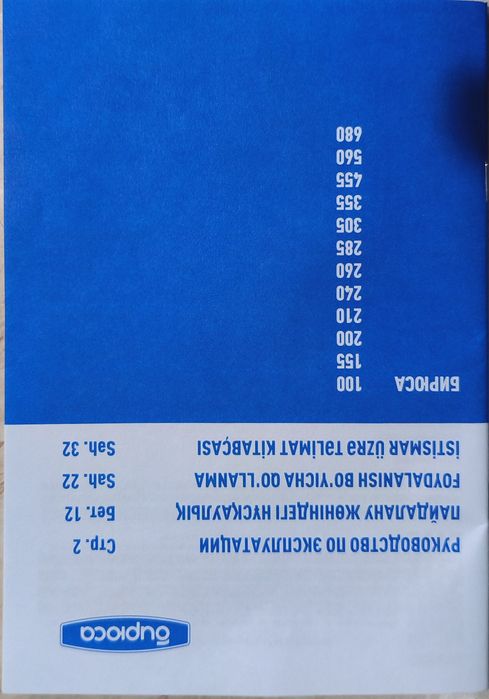 бирюса
РУКОВОДСТВО ПО ЭКСПЛУАТАЦИИ Стр. 2
ПАЙДАЛАНУ ЖӨНІНДЕГІ НҰСҚАУЛЫҚ Бет. 12
FOYDALANISH BO'YICHA QO'LLANMA Sah. 22
İSTİSMAR ÜZRƏ TƏLİMAT KİTABÇASI Səh. 32
БИРЮСА 100
155
200
210
240
260
285
305
355
455
560
680